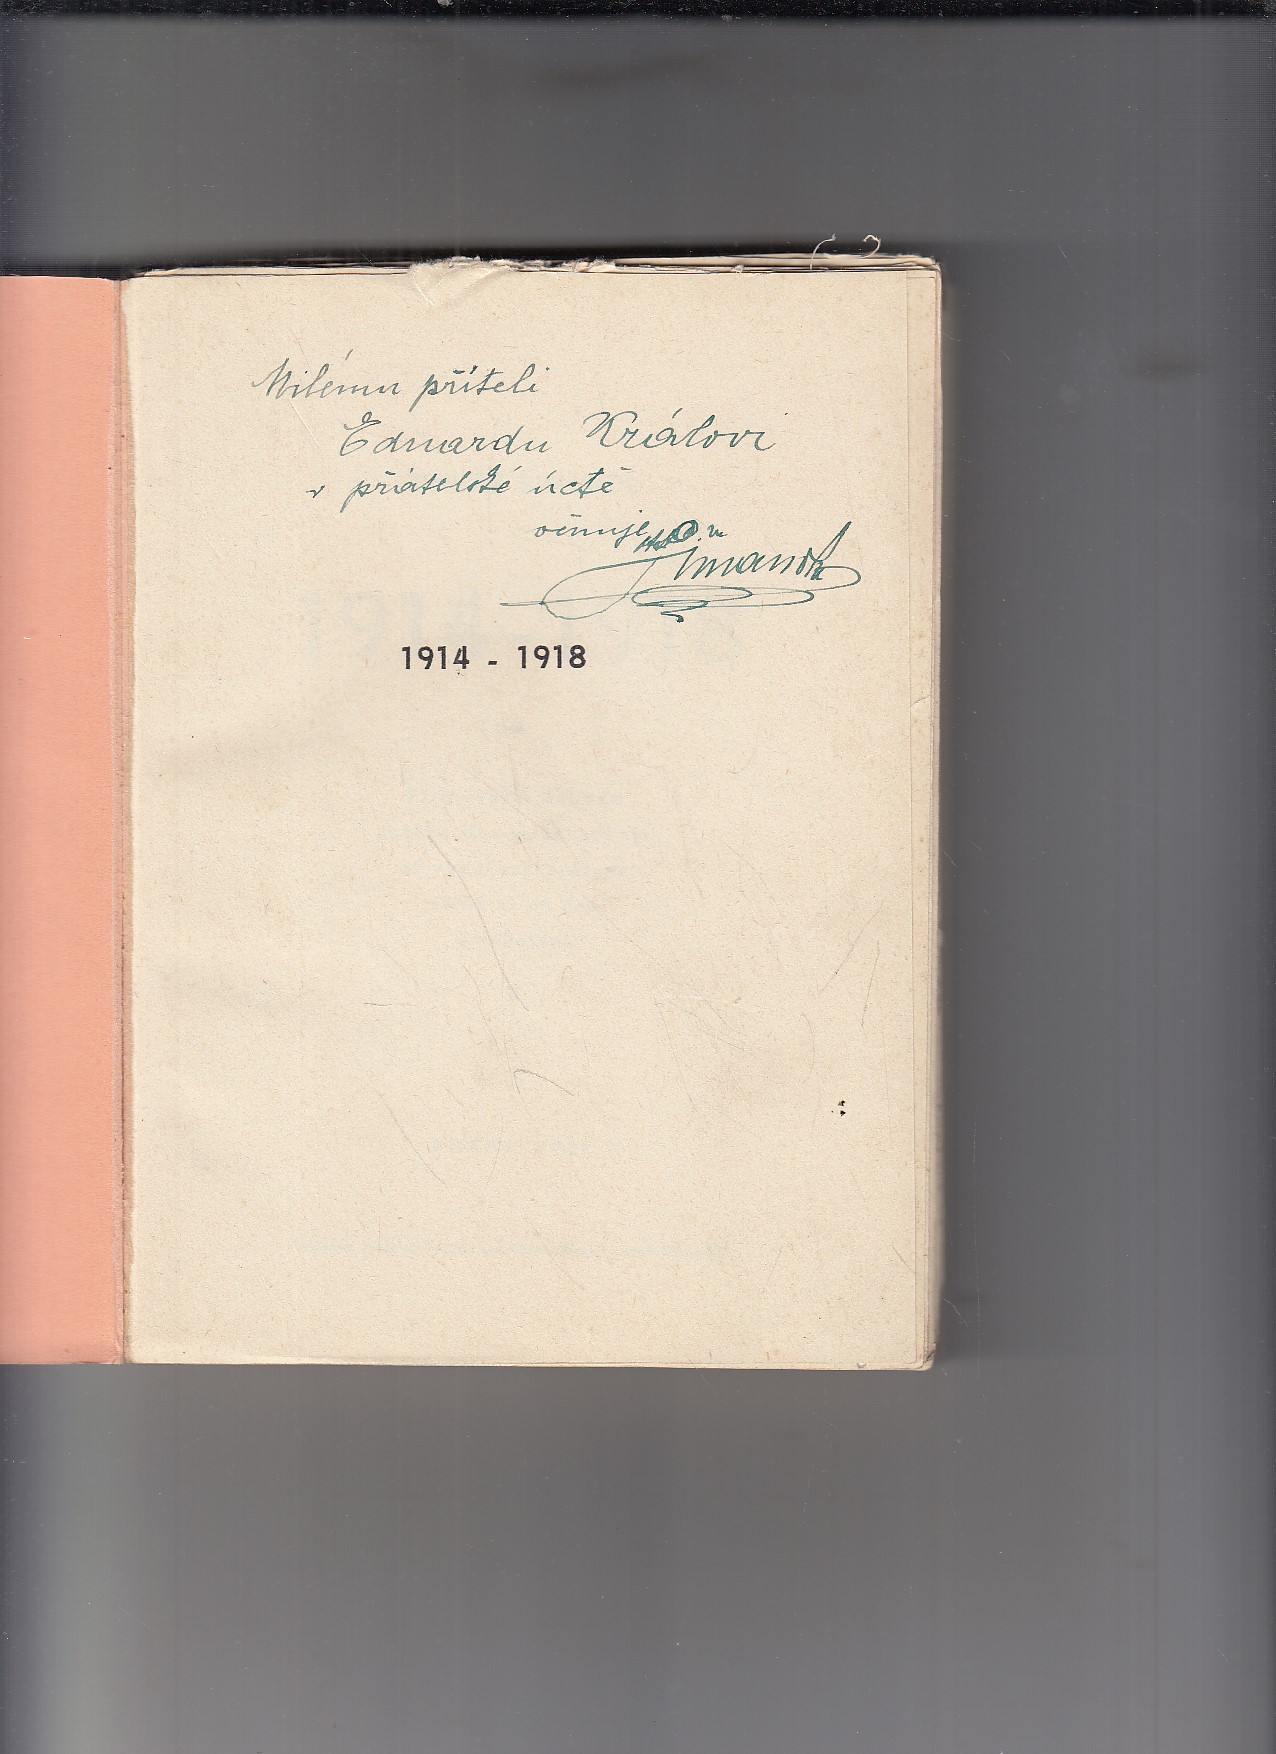 Milému příteli
Eduardu Královi
v přátelské úctě
věnuje
1914 - 1918